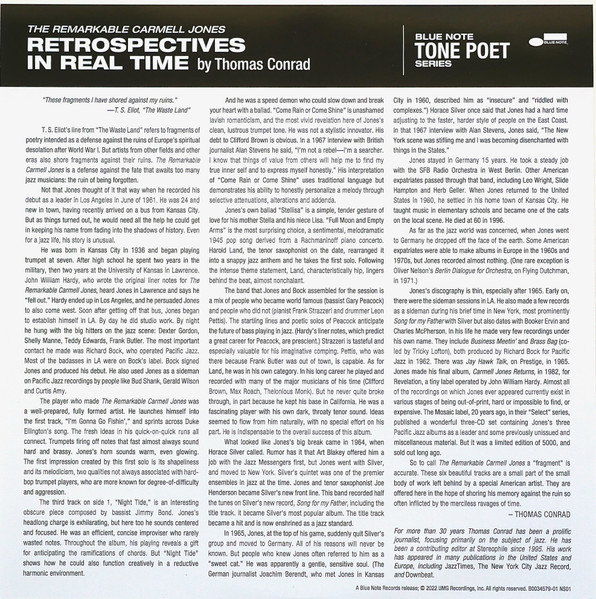 THE REMARKABLE CARMELL JONES
RETROSPECTIVES
IN REAL TIME by Thomas Conrad
BLUE NOTE
TONE POET
SERIES
BLUE NOTE
"These fragments I have shored against my ruins."
—T. S. Eliot, "The Waste Land"
T. S. Eliot's line from "The Waste Land" refers to fragments of
poetry intended as a defense against the ruins of Europe's spiritual
desolation after World War I. But artists from other fields and other
eras also shore fragments against their ruins. The Remarkable
Carmell Jones is a defense against the fate that awaits too many
jazz musicians: the ruin of being forgotten.
Not that Jones thought of it that way when he recorded his
debut as a leader in Los Angeles in June of 1961. He was 24 and
new in town, having recently arrived on a bus from Kansas City.
But as things turned out, he would need all the help he could get
in keeping his name from fading into the shadows of history. Even
for a jazz life, his story is unusual.
He was born in Kansas City in 1936 and began playing
trumpet at seven. After high school he spent two years in the
military, then two years at the University of Kansas in Lawrence.
John William Hardy, who wrote the original liner notes for The
Remarkable Carmell Jones, heard Jones in Lawrence and says he
"fell out." Hardy ended up in Los Angeles, and he persuaded Jones
to also come west. Soon after getting off that bus, Jones began
to establish himself in LA. By day he did studio work. By night
he hung with the big hitters on the jazz scene: Dexter Gordon,
Shelly Manne, Teddy Edwards, Frank Butler. The most important
contact he made was Richard Bock, who operated Pacific Jazz.
Most of the badasses in LA were on Bock's label. Bock signed
Jones and produced his debut. He also used Jones as a sideman
on Pacific Jazz recordings by people like Bud Shank, Gerald Wilson
and Curtis Amy.
The player who made The Remarkable Carmell Jones was
a well-prepared, fully formed artist. He launches himself into
the first track, "I'm Gonna Go Fishin'," and sprints across Duke
Ellington's song. The fresh ideas in his quick-on-quick runs all
connect. Trumpets firing off notes that fast almost always sound
hard and brassy. Jones's horn sounds warm, even glowing.
The first impression created by this first solo is its shapeliness
and its melodicism, two qualities not always associated with hard-
bop trumpet players, who are more known for degree-of-difficulty
and aggression.
The third track on side 1, "Night Tide," is an interesting
obscure piece composed by bassist Jimmy Bond. Jones's
headlong charge is exhilarating, but here too he sounds centered
and focused. He was an efficient, concise improviser who rarely
wasted notes. Throughout the album, his playing reveals a gift
for anticipating the ramifications of chords. But "Night Tide"
shows how he could also function creatively in a reductive
harmonic environment.
And he was a speed demon who could slow down and break
your heart with a ballad. "Come Rain or Come Shine" is unashamed
lavish romanticism, and the most vivid revelation here of Jones's
clean, lustrous trumpet tone. He was not a stylistic innovator. His
debt to Clifford Brown is obvious. In a 1967 interview with British
journalist Alan Stevens he said, "I'm not a rebel—I'm a searcher.
I know that things of value from others will help me to find my
true inner self and to express myself honestly." His interpretation
of "Come Rain or Come Shine" uses traditional language but
demonstrates his ability to honestly personalize a melody through
selective attenuations, alterations and addenda.
Jones's own ballad "Stellisa" is a simple, tender gesture of
love for his mother Stella and his niece Lisa. "Full Moon and Empty
Arms" is the most surprising choice, a sentimental, melodramatic
1945 pop song derived from a Rachmaninoff piano concerto.
Harold Land, the tenor saxophonist on the date, rearranged it
into a snappy jazz anthem and he takes the first solo. Following
the intense theme statement, Land, characteristically hip, lingers
behind the beat, almost nonchalant.
The band that Jones and Bock assembled for the session is
a mix of people who became world famous (bassist Gary Peacock)
and people who did not (pianist Frank Strazzeri and drummer Leon
Pettis). The startling lines and poetic solos of Peacock anticipate
the future of bass playing in jazz. (Hardy's liner notes, which predict
a great career for Peacock, are prescient.) Strazzeri is tasteful and
especially valuable for his imaginative comping. Pettis, who was
there because Frank Butler was out of town, is capable. As for
Land, he was in his own category. In his long career he played and
recorded with many of the major musicians of his time (Clifford
Brown, Max Roach, Thelonious Monk). But he never quite broke
through, in part because he kept his base in California. He was a
fascinating player with his own dark, throaty tenor sound. Ideas
seemed to flow from him naturally, with no special effort on his
part. He is indispensable to the overall success of this album.
What looked like Jones's big break came in 1964, when
Horace Silver called. Rumor has it that Art Blakey offered him a
job with the Jazz Messengers first, but Jones went with Silver,
and moved to New York. Silver's quintet was one of the premier
ensembles in jazz at the time. Jones and tenor saxophonist Joe
Henderson became Silver's new front line. This band recorded half
the tunes on Silver's new record, Song for my Father, including the
title track. It became Silver's most popular album. The title track
became a hit and is now enshrined as a jazz standard.
In 1965, Jones, at the top of his game, suddenly quit Silver's
group and moved to Germany. All of his reasons will never be
known. But people who knew Jones often referred to him as a
"sweet cat." He was apparently a gentle, sensitive soul. (The
German journalist Joachim Berendt, who met Jones in Kansas
City in 1960, described him as "insecure" and "riddled with
complexes.") Horace Silver once said that Jones had a hard time
adjusting to the faster, harder style of people on the East Coast.
In that 1967 interview with Alan Stevens, Jones said, "The New
York scene was stifling me and I was becoming disenchanted with
things in the States."
Jones stayed in Germany 15 years. He took a steady job
with the SFB Radio Orchestra in West Berlin. Other American
expatriates passed through that band, including Leo Wright, Slide
Hampton and Herb Geller. When Jones returned to the United
States in 1980, he settled in his home town of Kansas City. He
taught music in elementary schools and became one of the cats
on the local scene. He died at 60 in 1996.
As far as the jazz world was concerned, when Jones went
to Germany he dropped off the face of the earth. Some American
expatriates were able to make albums in Europe in the 1960s and
1970s, but Jones recorded almost nothing. (One rare exception is
Oliver Nelson's Berlin Dialogue for Orchestra, on Flying Dutchman,
in 1971.)
Jones's discography is thin, especially after 1965. Early on,
there were the sideman sessions in LA. He also made a few records
as a sideman during his brief time in New York, most prominently
Song for my Father with Silver but also dates with Booker Ervin and
Charles McPherson. In his life he made very few recordings under
his own name. They include Business Meetin' and Brass Bag (co-
led by Tricky Lofton), both produced by Richard Bock for Pacific
Jazz in 1962. There was Jay Hawk Talk, on Prestige, in 1965.
Jones made his final album, Carmell Jones Returns, in 1982, for
Revelation, a tiny label operated by John William Hardy. Almost all
of the recordings on which Jones ever appeared currently exist in
various stages of being out-of-print, hard or impossible to find, or
expensive. The Mosaic label, 20 years ago, in their "Select" series,
published a wonderful three-CD set containing Jones's three
Pacific Jazz albums as a leader and some previously unissued and
miscellaneous material. But it was a limited edition of 5000, and
sold out long ago.
So to call The Remarkable Carmell Jones a "fragment" is
accurate. These six beautiful tracks are a small part of the small
body of work left behind by a special American artist. They are
offered here in the hope of shoring his memory against the ruin so
often inflicted by the merciless ravages of time.
– THOMAS CONRAD
For more than 30 years Thomas Conrad has been a prolific
journalist, focusing primarily on the subject of jazz. He has
been a contributing editor at Stereophile since 1995. His work
has appeared in many publications in the United States and
Europe, including JazzTimes, The New York City Jazz Record,
and Downbeat.
A Blue Note Records release; © 2022 UMG Recordings, Inc. All rights reserved. B0034579-01 NS01